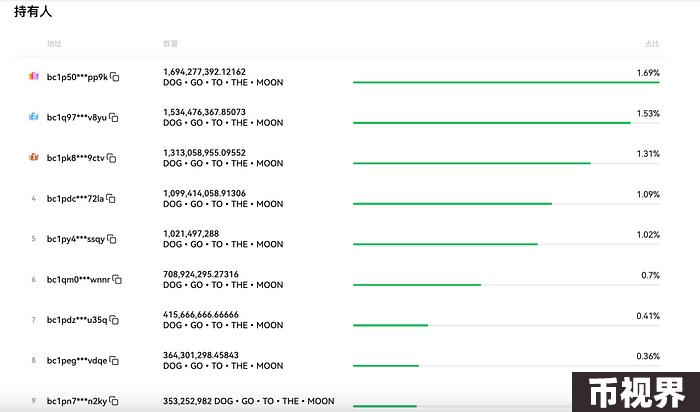 持有人
地址 数量 占比
bc1p50***pp9k 1,694,277,392.12162 1.69%
DOG • GO • TO • THE • MOON
bc1q97***v8yu 1,534,476,367.85073 1.53%
DOG • GO • TO • THE • MOON
bc1pk8***9ctv 1,313,058,955.09552 1.31%
DOG • GO • TO • THE • MOON
4 bc1pdc***72la 1,099,414,058.91306 1.09%
DOG • GO • TO • THE • MOON
5 bc1py4***ssqy 1,021,497,288 1.02%
DOG • GO • TO • THE • MOON
6 bc1qm0***wnnr 708,924,295.27316 0.7%
DOG • GO • TO • THE • MOON
7 bc1pdz***u35q 415,666,666.66666 0.41%
DOG • GO • TO • THE • MOON
8 bc1peg***vdqe 364,301,298.45843 0.36%
DOG • GO • TO • THE • MOON
9 bc1pn7***n2ky 353,252,982 DOG • GO • TO • THE • MOON
币视界